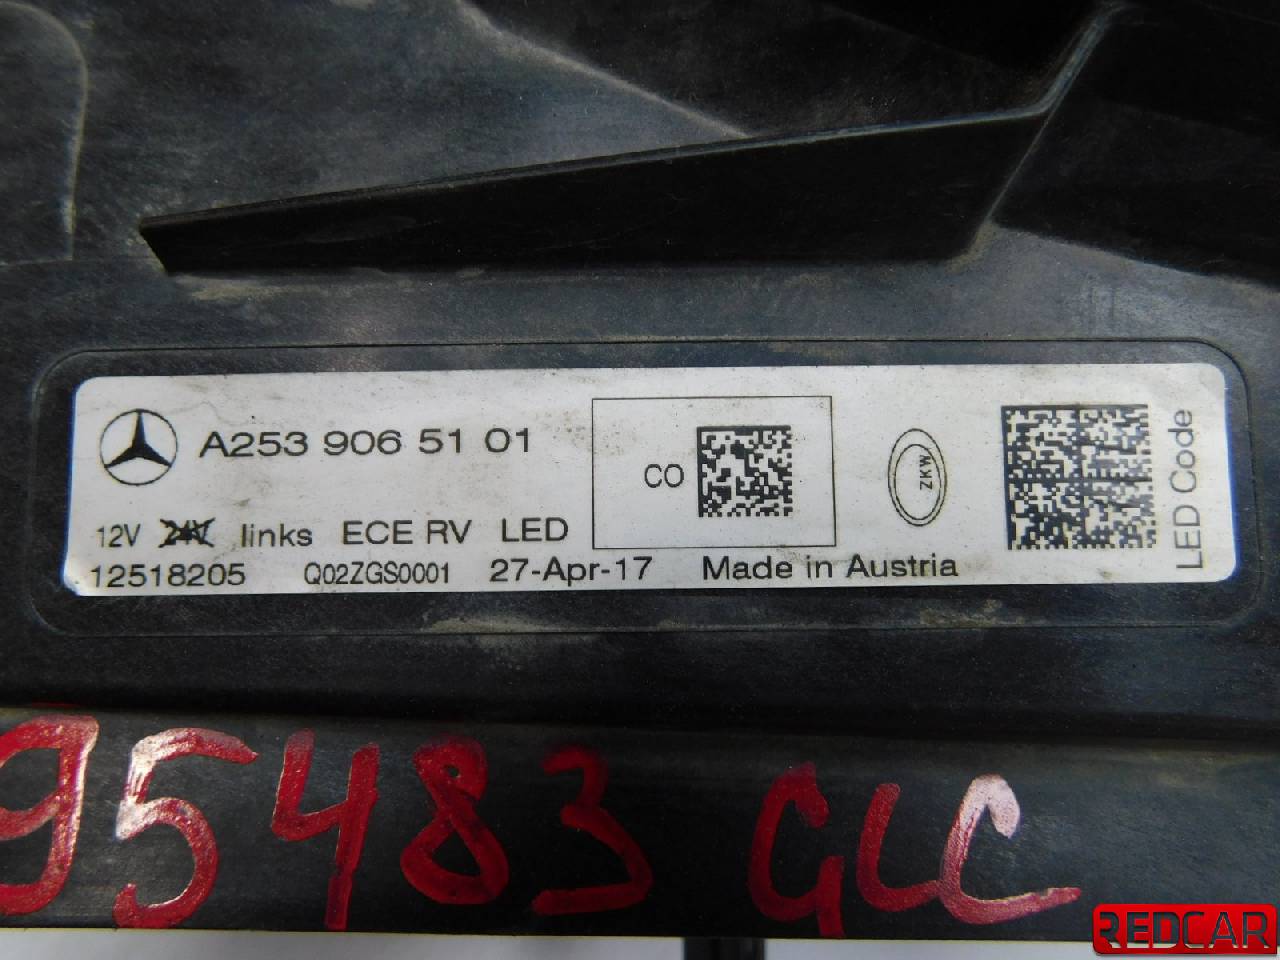 A253 906 51 01
12V 24V links ECE RV LED
12518205 Q02ZGS0001 27-Apr-17 Made in Austria
CO
ZKW
LED Code
95483 GLC
REDCAR